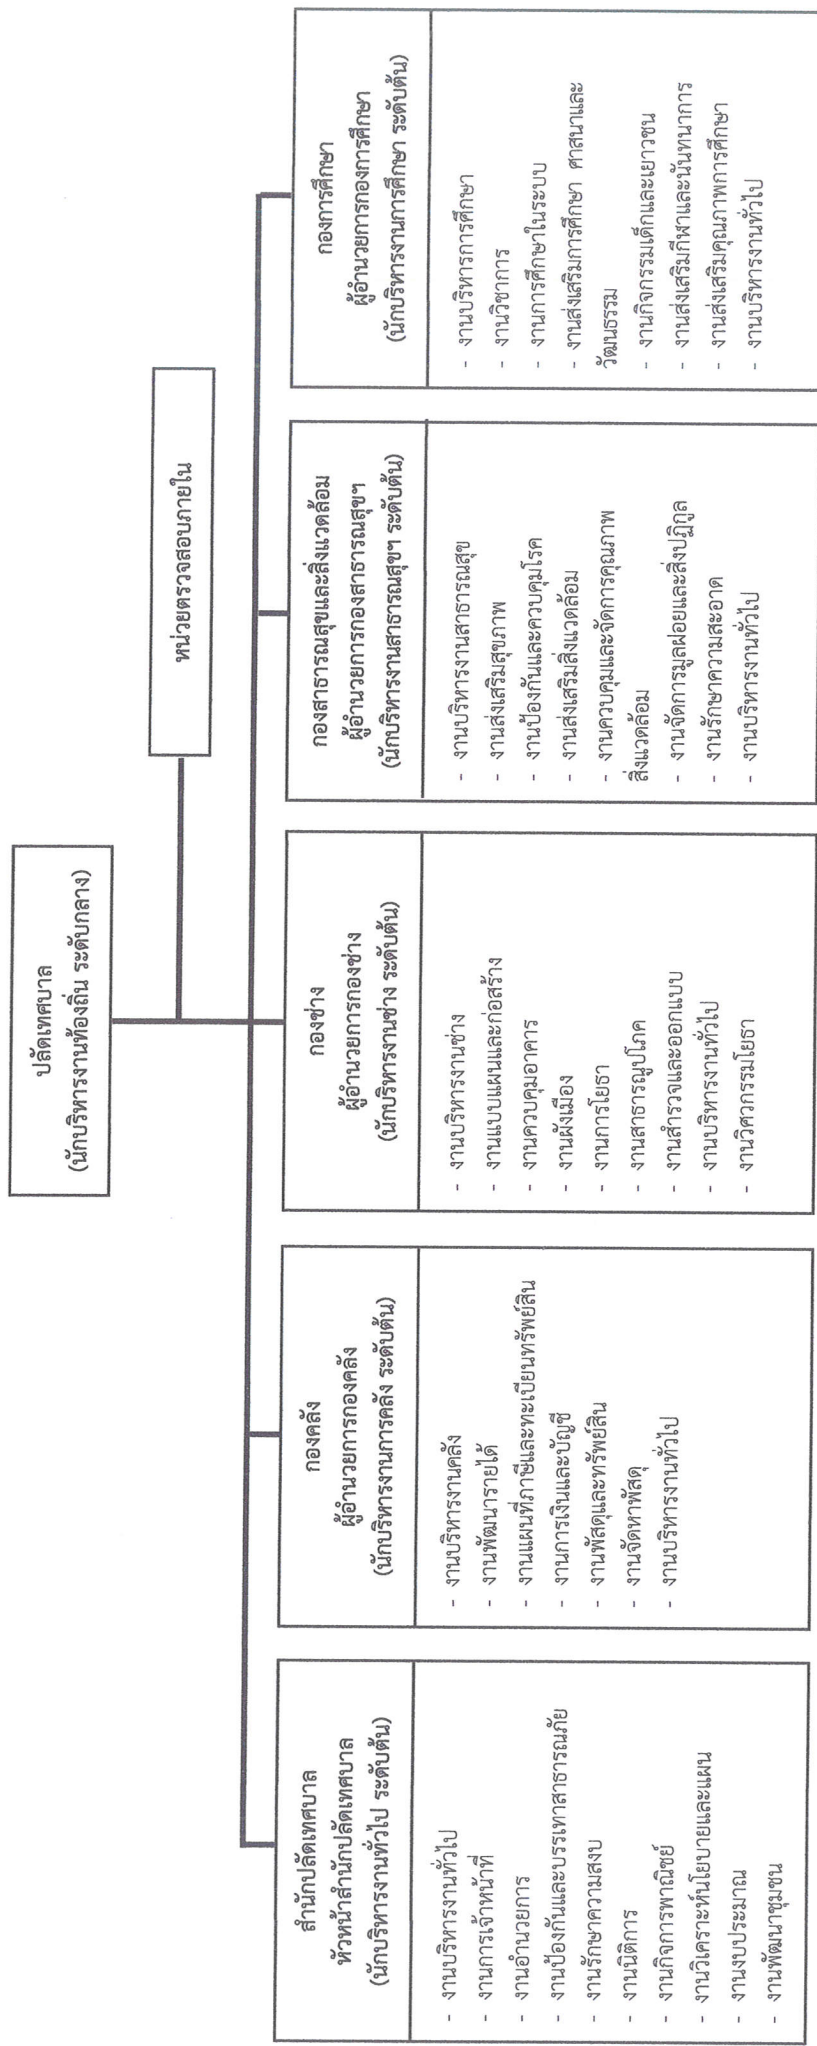 ปลัดเทศบาล
(นักบริหารงานท้องถิ่น ระดับกลาง)
หน่วยตรวจสอบภายใน
สำนักปลัดเทศบาล
หัวหน้าสำนักปลัดเทศบาล
(นักบริหารงานทั่วไป ระดับต้น)
- งานบริหารงานทั่วไป
- งานการเจ้าหน้าที่
- งานอำนวยการ
- งานป้องกันและบรรเทาสาธารณภัย
- งานรักษาความสงบ
- งานนิติการ
- งานกิจการพาณิชย์
- งานวิเคราะห์นโยบายและแผน
- งานงบประมาณ
- งานพัฒนาชุมชน
กองคลัง
ผู้อำนวยการกองคลัง
(นักบริหารงานการคลัง ระดับต้น)
- งานบริหารงานคลัง
- งานพัฒนารายได้
- งานแผนที่ภาษีและทะเบียนทรัพย์สิน
- งานการเงินและบัญชี
- งานพัสดุและทรัพย์สิน
- งานจัดหาพัสดุ
- งานบริหารงานทั่วไป
กองช่าง
ผู้อำนวยการกองช่าง
(นักบริหารงานช่าง ระดับต้น)
- งานบริหารงานช่าง
- งานแบบแผนและก่อสร้าง
- งานควบคุมอาคาร
- งานผังเมือง
- งานการโยธา
- งานสาธารณูปโภค
- งานสำรวจและออกแบบ
- งานบริหารงานทั่วไป
- งานวิศวกรรมโยธา
กองสาธารณสุขและสิ่งแวดล้อม
ผู้อำนวยการกองสาธารณสุขฯ
(นักบริหารงานสาธารณสุขฯ ระดับต้น)
- งานบริหารงานสาธารณสุข
- งานส่งเสริมสุขภาพ
- งานป้องกันและควบคุมโรค
- งานส่งเสริมสิ่งแวดล้อม
- งานควบคุมและจัดการคุณภาพ
สิ่งแวดล้อม
- งานจัดการมูลฝอยและสิ่งปฏิกูล
- งานรักษาความสะอาด
- งานบริหารงานทั่วไป
กองการศึกษา
ผู้อำนวยการกองการศึกษา
(นักบริหารงานการศึกษา ระดับต้น)
- งานบริหารการศึกษา
- งานวิชาการ
- งานการศึกษาในระบบ
- งานส่งเสริมการศึกษา ศาสนาและ
วัฒนธรรม
- งานกิจกรรมเด็กและเยาวชน
- งานส่งเสริมกีฬาและนันทนาการ
- งานส่งเสริมคุณภาพการศึกษา
- งานบริหารงานทั่วไป